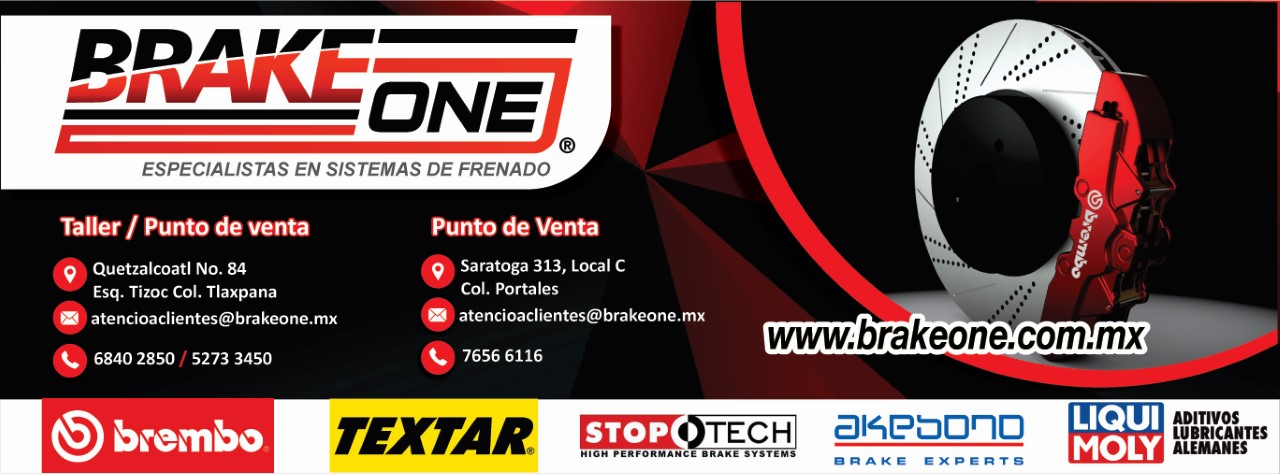 BRAKE
ONE®
ESPECIALISTAS EN SISTEMAS DE FRENADO
Taller / Punto de venta
Quetzalcoatl No. 84
Esq. Tizoc Col. Tlaxpana
atencioaclientes@brakeone.mx
6840 2850 / 5273 3450
Punto de Venta
Saratoga 313, Local C
Col. Portales
atencioaclientes@brakeone.mx
7656 6116
brembo
www.brakeone.com.mx
brembo
TEXTAR
STOPTECH
HIGH PERFORMANCE BRAKE SYSTEMS
akebono
BRAKE EXPERTS
LIQUI
MOLY
ADITIVOS
LUBRICANTES
ALEMANES